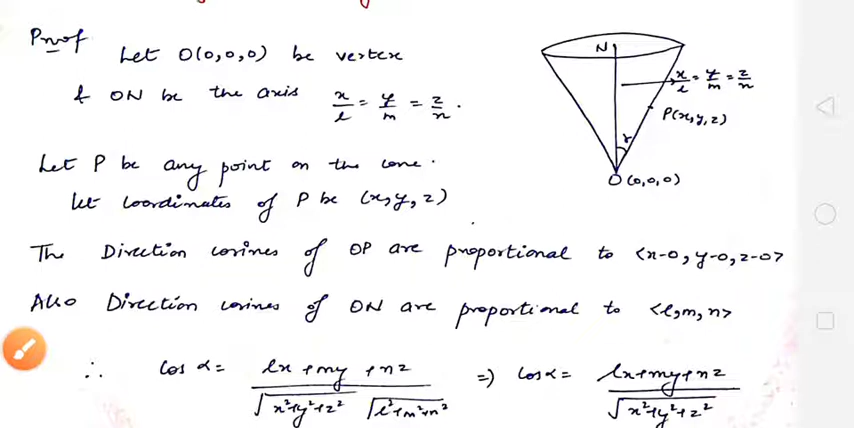 Proof
Let O(0,0,0) be vertex
& ON be the axis x/l = y/m = z/n.
Let P be any point on the cone.
let coordinates of P be (x,y,z)
The Direction cosines of OP are proportional to <x-0, y-0, z-0>
Also Direction cosines of ON are proportional to <l,m,n>
∴ cos α = lx+my+nz / √x²+y²+z² √l²+m²+n² => cos α = lx+my+nz / √x²+y²+z²
N
x/l = y/m = z/n
P(x,y,z)
O(0,0,0)